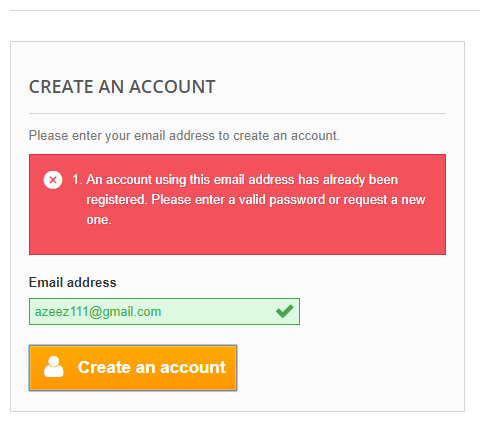 CREATE AN ACCOUNT
Please enter your email address to create an account.
1. An account using this email address has already been
registered. Please enter a valid password or request a new
one.
Email address
azeez111@gmail.com
Create an account